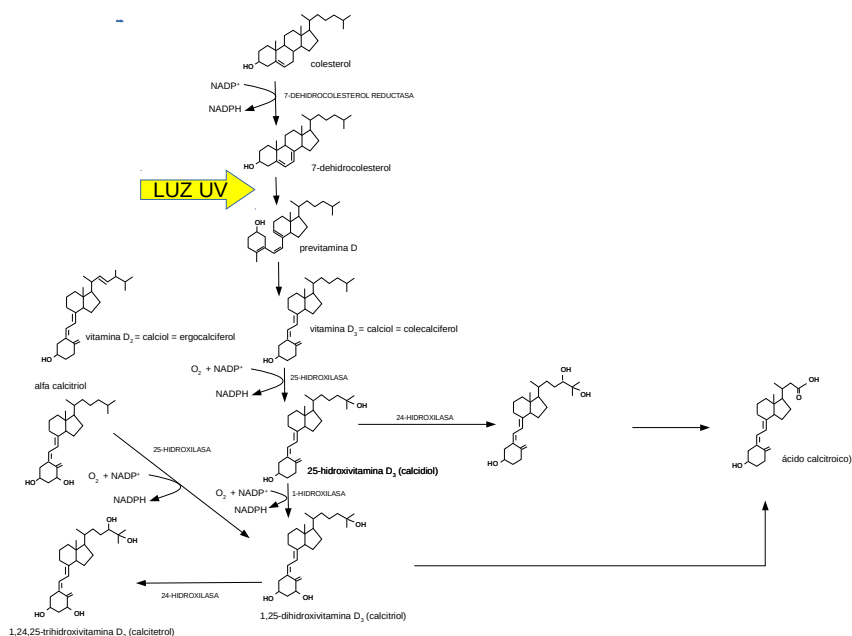 HO
colesterol
NADP⁺
7-DEHIDROCOLESTEROL REDUCTASA
NADPH
HO
7-dehidrocolesterol
LUZ UV
OH
previtamina D
vitamina D₂ = calciol = ergocalciferol
HO
vitamina D₃ = calciol = colecalciferol
HO
O₂ + NADP⁺
25-HIDROXILASA
NADPH
alfa calcitriol
HO
OH
OH
24-HIDROXILASA
HO
25-hidroxivitamina D₃ (calcidiol)
OH
OH
HO
OH
O
HO
ácido calcitroico)
25-HIDROXILASA
O₂ + NADP⁺
NADPH
O₂ + NADP⁺
1-HIDROXILASA
NADPH
OH
OH
HO
OH
24-HIDROXILASA
OH
HO
OH
1,25-dihidroxivitamina D₃ (calcitriol)
1,24,25-trihidroxivitamina D₃ (calcitetrol)